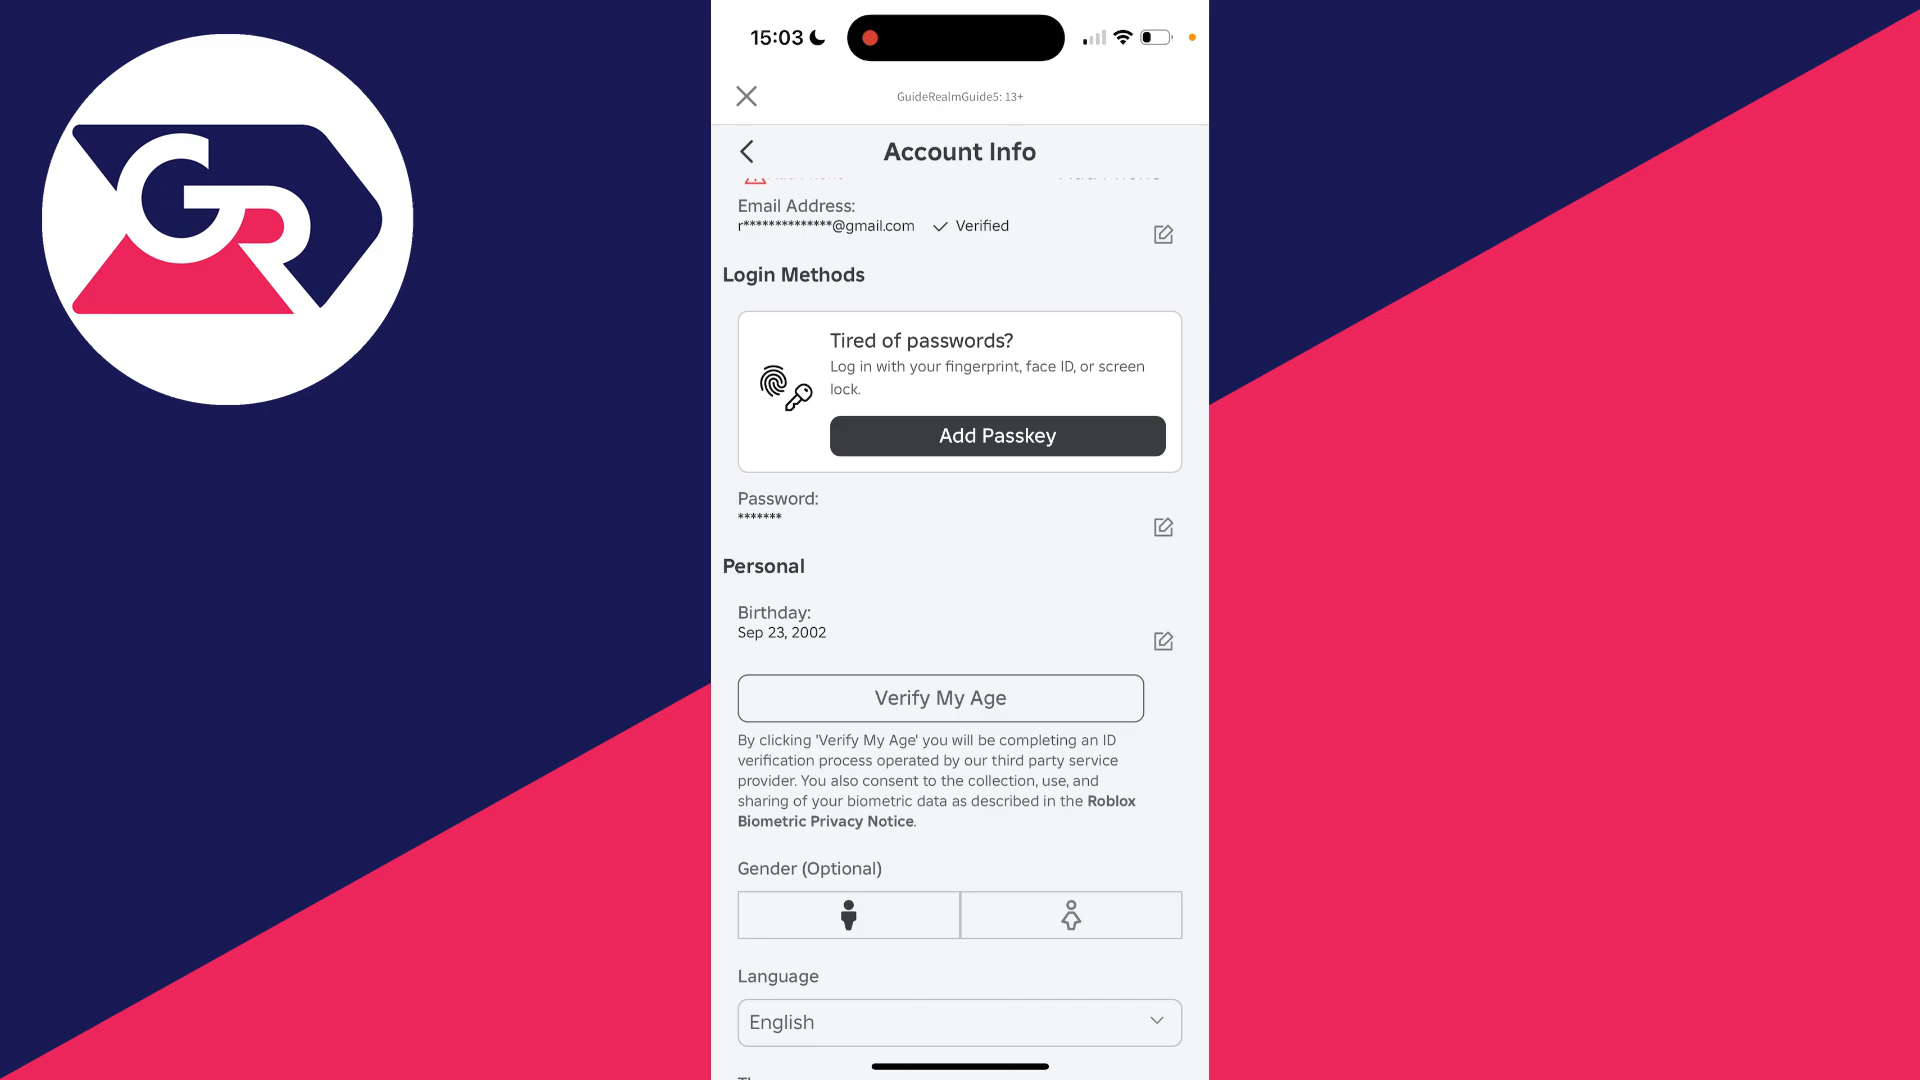 15:03
GuideRealmGuide5: 13+
Account Info
Email Address:
r**************@gmail.com Verified
Login Methods
Tired of passwords?
Log in with your fingerprint, face ID, or screen
lock.
Add Passkey
Password:
*******
Personal
Birthday:
Sep 23, 2002
Verify My Age
By clicking 'Verify My Age' you will be completing an ID
verification process operated by our third party service
provider. You also consent to the collection, use, and
sharing of your biometric data as described in the Roblox
Biometric Privacy Notice.
Gender (Optional)
Language
English
GR